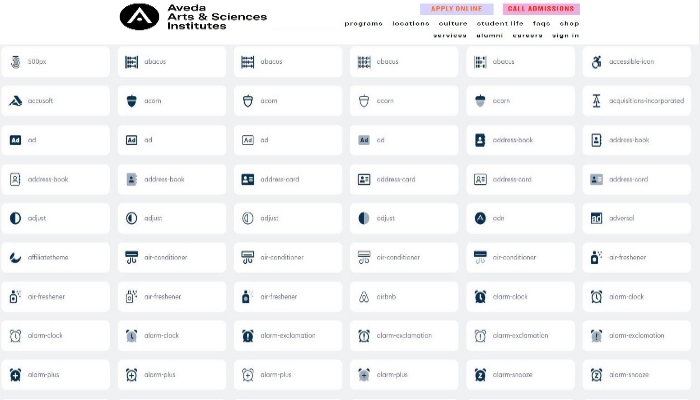 Aveda
Arts & Sciences
Institutes
APPLY ONLINE CALL ADMISSIONS
programs locations culture student life faqs shop
services alumni careers sign in
500px abacus abacus abacus abacus accessible-icon
accusoft acorn acorn acorn acorn acquisitions-incorporated
Ad ad Ad ad Ad ad Ad ad address-book address-book
address-book address-book address-card address-card address-card address-card
adjust adjust adjust adjust adn adversal
affiliatetheme air-conditioner air-conditioner air-conditioner air-conditioner air-freshener
air-freshener air-freshener air-freshener airbnb alarm-clock alarm-clock
alarm-clock alarm-clock alarm-exclamation alarm-exclamation alarm-exclamation alarm-exclamation
alarm-plus alarm-plus alarm-plus alarm-plus alarm-snooze alarm-snooze